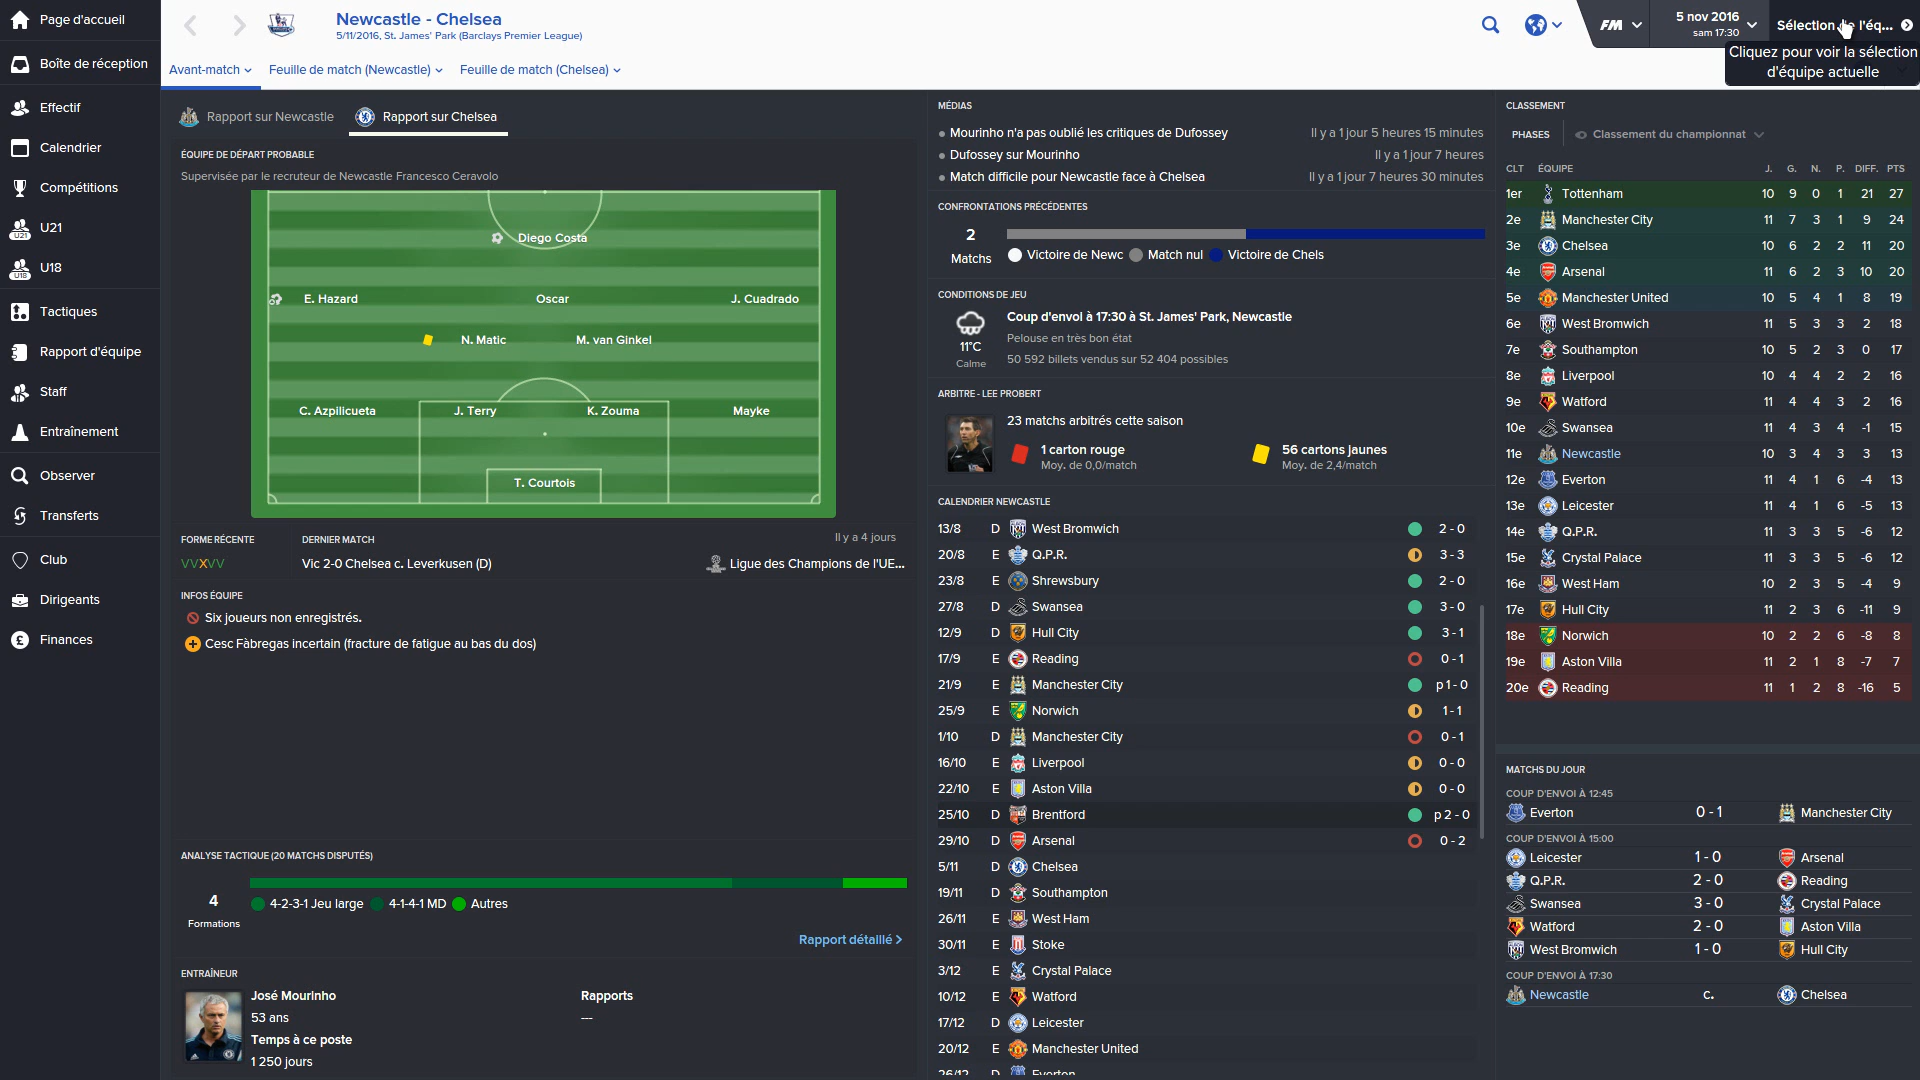 Page d'accueil
Boîte de réception
Effectif
Calendrier
Compétitions
U21
U18
Tactiques
Rapport d'équipe
Staff
Entraînement
Observer
Transferts
Club
Dirigeants
Finances
Newcastle - Chelsea
5/11/2016, St. James' Park (Barclays Premier League)
FM
5 nov 2016
sam 17:30
Sélection de l'éq...
Cliquez pour voir la sélection
d'équipe actuelle
Avant-match
Feuille de match (Newcastle)
Feuille de match (Chelsea)
Rapport sur Newcastle
Rapport sur Chelsea
ÉQUIPE DE DÉPART PROBABLE
Supervisée par le recruteur de Newcastle Francesco Ceravolo
Diego Costa
E. Hazard Oscar J. Cuadrado
N. Matic M. van Ginkel
C. Azpilicueta J. Terry K. Zouma Mayke
T. Courtois
FORME RÉCENTE
VVXVV
DERNIER MATCH
Il y a 4 jours
Vic 2-0 Chelsea c. Leverkusen (D)
Ligue des Champions de l'UE...
INFOS ÉQUIPE
Six joueurs non enregistrés.
Cesc Fàbregas incertain (fracture de fatigue au bas du dos)
ANALYSE TACTIQUE (20 MATCHS DISPUTÉS)
4
Formations
4-2-3-1 Jeu large
4-1-4-1 MD
Autres
Rapport détaillé >
ENTRAÎNEUR
José Mourinho
53 ans
Temps à ce poste
1 250 jours
Rapports
---
MÉDIAS
Mourinho n'a pas oublié les critiques de Dufossey Il y a 1 jour 5 heures 15 minutes
Dufossey sur Mourinho Il y a 1 jour 7 heures
Match difficile pour Newcastle face à Chelsea Il y a 1 jour 7 heures 30 minutes
CONFRONTATIONS PRÉCÉDENTES
2
Matchs
Victoire de Newc
Match nul
Victoire de Chels
CONDITIONS DE JEU
11°C
Calme
Coup d'envoi à 17:30 à St. James' Park, Newcastle
Pelouse en très bon état
50 592 billets vendus sur 52 404 possibles
ARBITRE - LEE PROBERT
23 matchs arbitrés cette saison
1 carton rouge
Moy. de 0,0/match
56 cartons jaunes
Moy. de 2,4/match
CALENDRIER NEWCASTLE
13/8 D West Bromwich 2 - 0
20/8 E Q.P.R. 3 - 3
23/8 E Shrewsbury 2 - 0
27/8 D Swansea 3 - 0
12/9 D Hull City 3 - 1
17/9 E Reading 0 - 1
21/9 E Manchester City p 1 - 0
25/9 E Norwich 1 - 1
1/10 D Manchester City 0 - 1
16/10 E Liverpool 0 - 0
22/10 E Aston Villa 0 - 0
25/10 D Brentford p 2 - 0
29/10 D Arsenal 0 - 2
5/11 D Chelsea
19/11 D Southampton
26/11 E West Ham
30/11 E Stoke
3/12 E Crystal Palace
10/12 E Watford
17/12 D Leicester
20/12 E Manchester United
26/12 D Everton
CLASSEMENT
PHASES
Classement du championnat
CLT ÉQUIPE J. G. N. P. DIFF. PTS
1er Tottenham 10 9 0 1 21 27
2e Manchester City 11 7 3 1 9 24
3e Chelsea 10 6 2 2 11 20
4e Arsenal 11 6 2 3 10 20
5e Manchester United 10 5 4 1 8 19
6e West Bromwich 11 5 3 3 2 18
7e Southampton 10 5 2 3 0 17
8e Liverpool 10 4 4 2 2 16
9e Watford 11 4 4 3 2 16
10e Swansea 11 4 3 4 -1 15
11e Newcastle 10 3 4 3 3 13
12e Everton 11 4 1 6 -4 13
13e Leicester 11 4 1 6 -5 13
14e Q.P.R. 11 3 3 5 -6 12
15e Crystal Palace 11 3 3 5 -6 12
16e West Ham 10 2 3 5 -4 9
17e Hull City 11 2 3 6 -11 9
18e Norwich 10 2 2 6 -8 8
19e Aston Villa 11 2 1 8 -7 7
20e Reading 11 1 2 8 -16 5
MATCHS DU JOUR
COUP D'ENVOI À 12:45
Everton 0 - 1 Manchester City
COUP D'ENVOI À 15:00
Leicester 1 - 0 Arsenal
Q.P.R. 2 - 0 Reading
Swansea 3 - 0 Crystal Palace
Watford 2 - 0 Aston Villa
West Bromwich 1 - 0 Hull City
COUP D'ENVOI À 17:30
Newcastle c. Chelsea